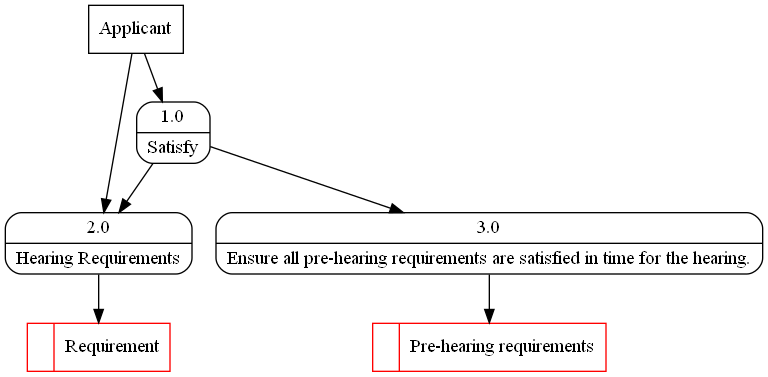 Applicant
1.0
Satisfy
2.0
Hearing Requirements
3.0
Ensure all pre-hearing requirements are satisfied in time for the hearing.
Requirement
Pre-hearing requirements